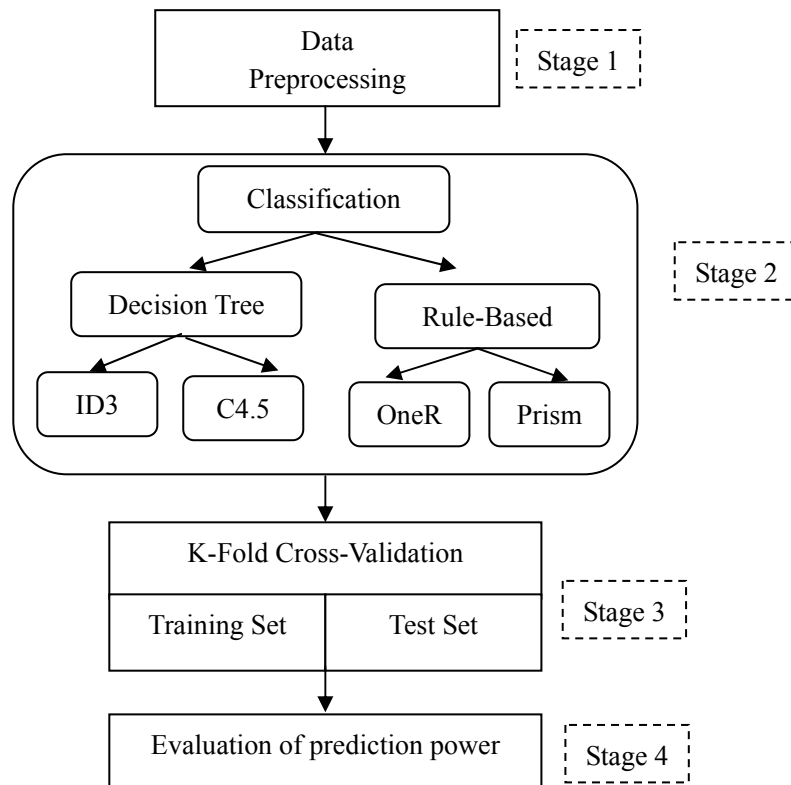 Data
Preprocessing
Stage 1
Classification
Stage 2
Decision Tree
Rule-Based
ID3
C4.5
OneR
Prism
K-Fold Cross-Validation
Training Set
Test Set
Stage 3
Evaluation of prediction power
Stage 4